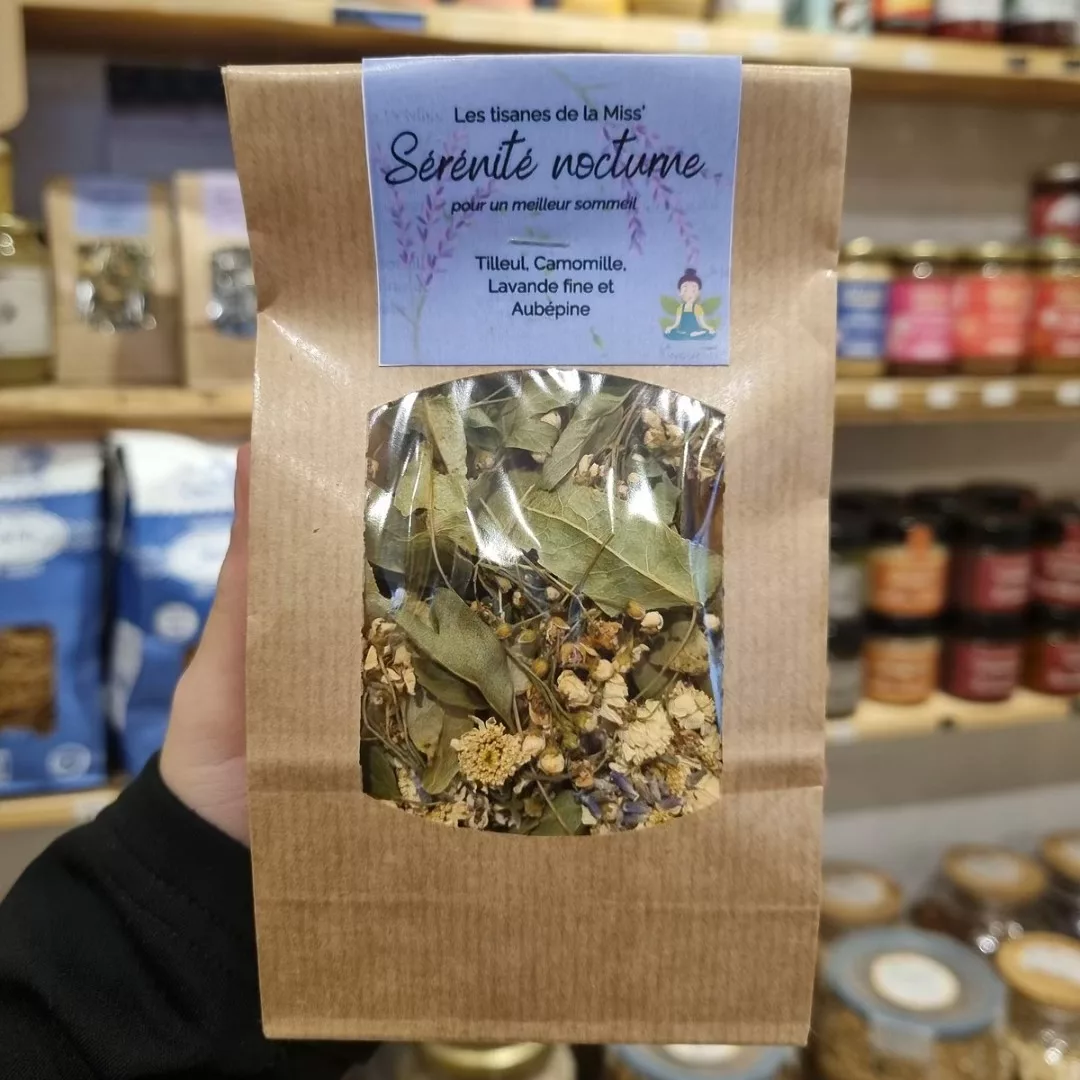 Les tisanes de la Miss'
Sérénité nocturne
pour un meilleur sommeil
Tilleul, Camomille,
Lavande fine et
Aubépine